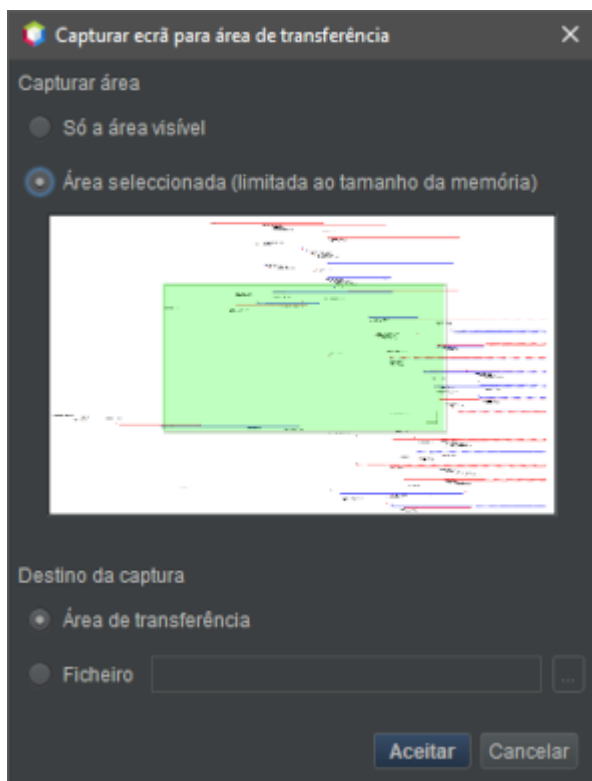 Capturar ecrã para área de transferência
Capturar área
Só a área visível
Área seleccionada (limitada ao tamanho da memória)
Destino da captura
Área de transferência
Ficheiro ...
Aceitar Cancelar